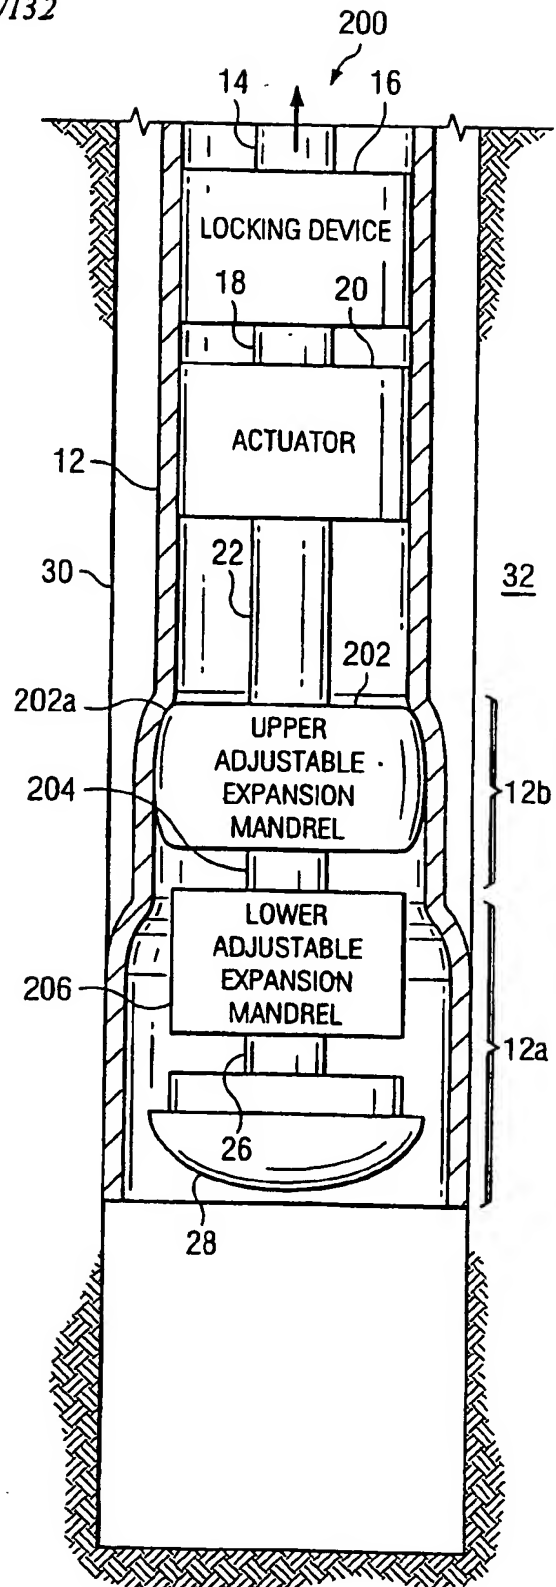 /132
200
14
16
LOCKING DEVICE
18
20
ACTUATOR
12
22
30
32
202
202a
UPPER
ADJUSTABLE
EXPANSION
MANDREL
204
12b
LOWER
ADJUSTABLE
EXPANSION
MANDREL
206
12a
26
28